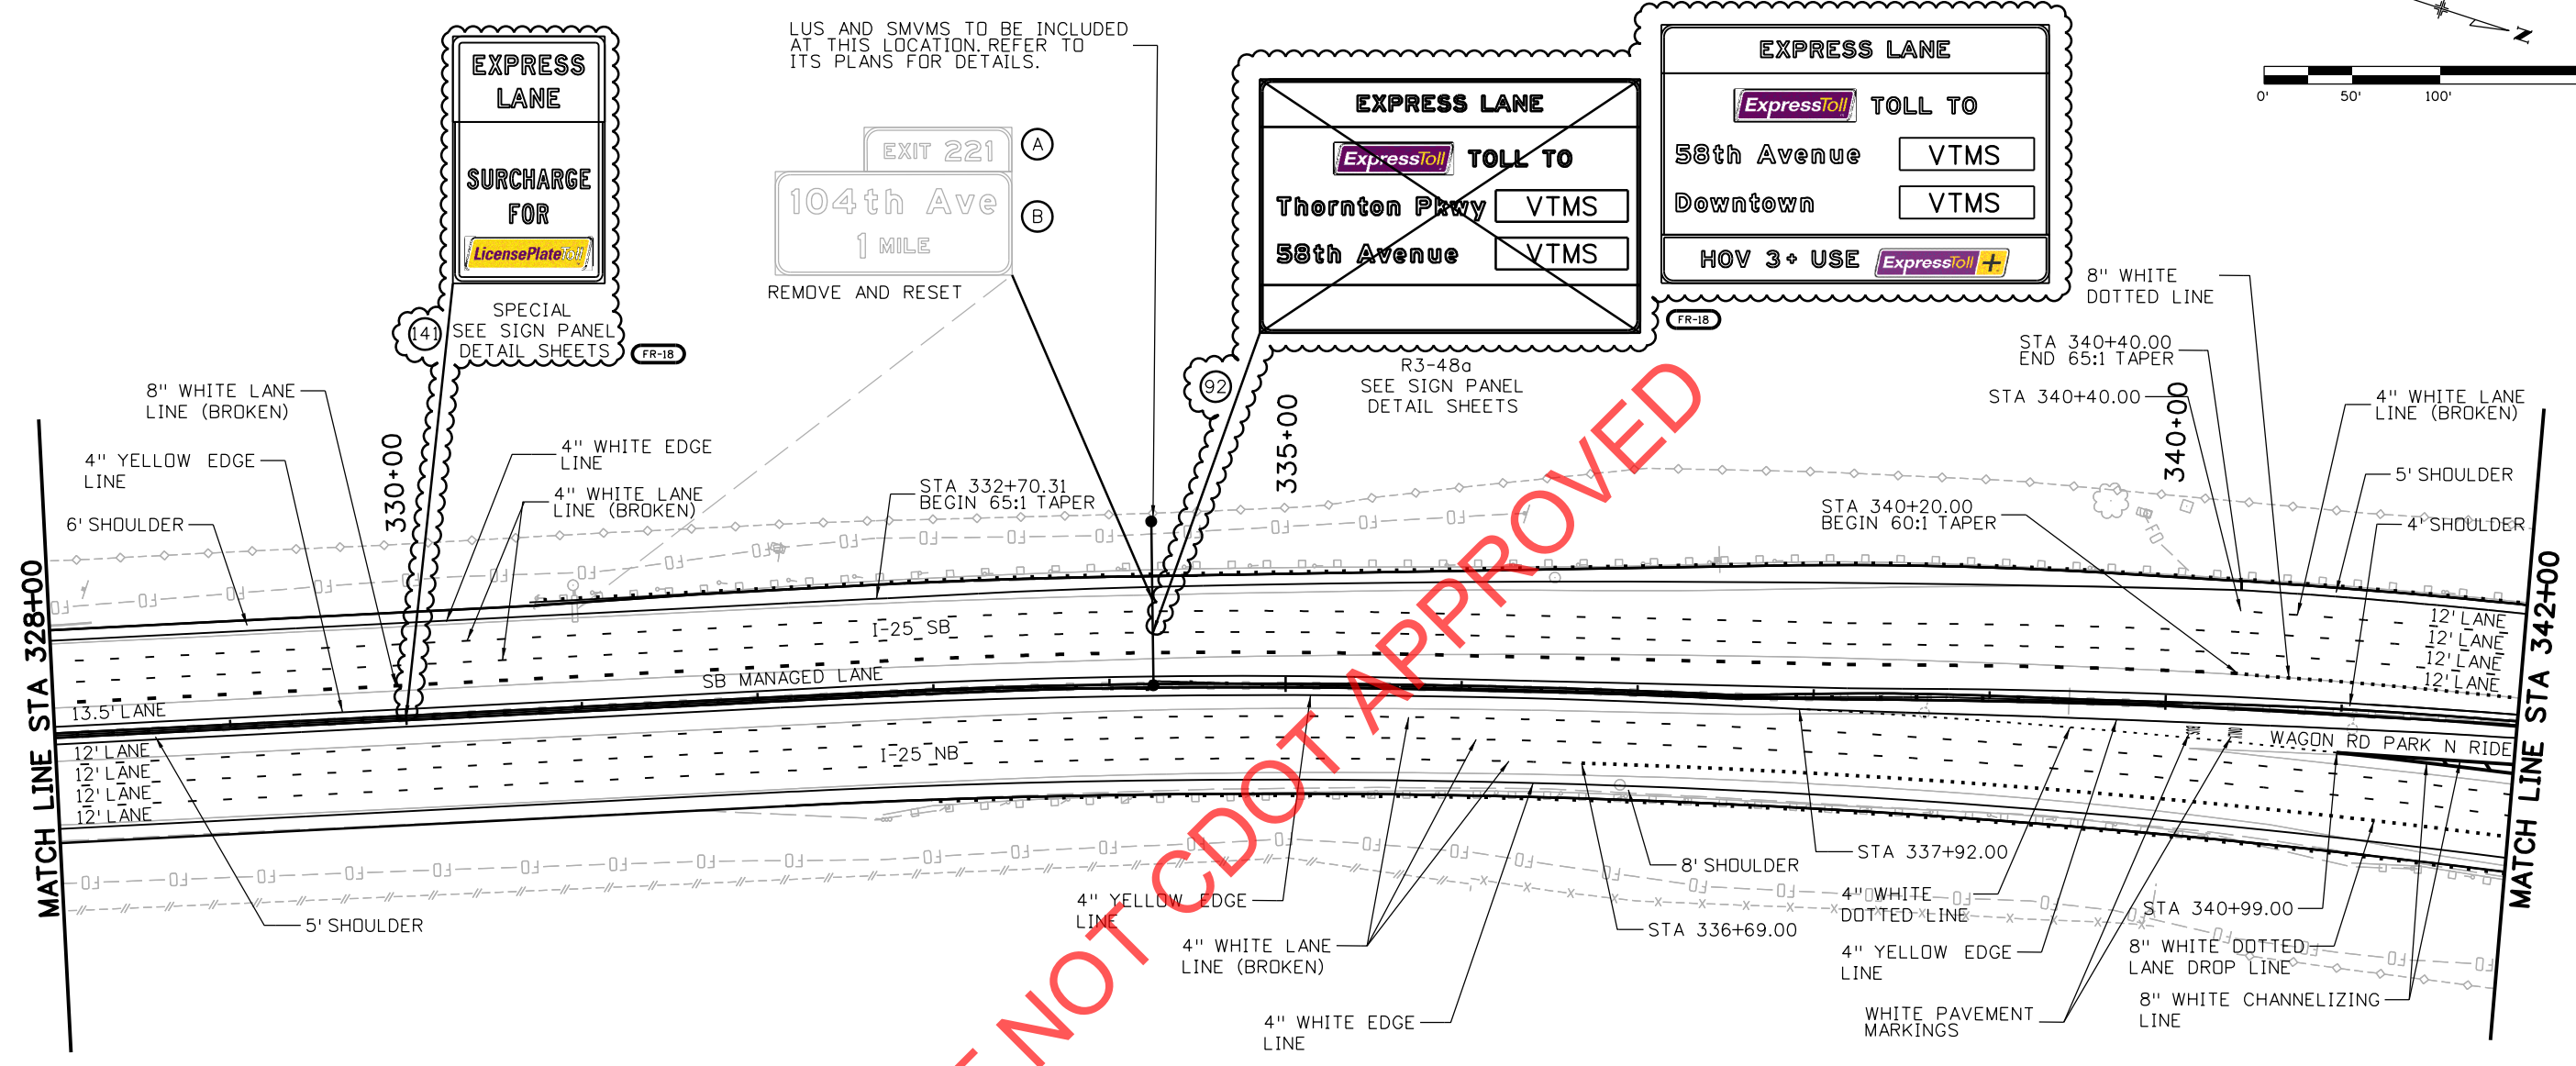 LUS AND SMVMS TO BE INCLUDED
AT THIS LOCATION. REFER TO
ITS PLANS FOR DETAILS.
EXPRESS
LANE
SURCHARGE
FOR
LicensePlateToll
141
SPECIAL
SEE SIGN PANEL
DETAIL SHEETS
FR-18
EXIT 221
A
104th Ave
1 MILE
B
REMOVE AND RESET
EXPRESS LANE
ExpressToll TOLL TO
Thornton Pkwy VTMS
58th Avenue VTMS
92
R3-48a
SEE SIGN PANEL
DETAIL SHEETS
EXPRESS LANE
ExpressToll TOLL TO
58th Avenue VTMS
Downtown VTMS
HOV 3+ USE ExpressToll +
FR-18
N
0' 50' 100'
8" WHITE
DOTTED LINE
STA 340+40.00
END 65:1 TAPER
STA 340+40.00
340+00
4" WHITE LANE
LINE (BROKEN)
5' SHOULDER
4' SHOULDER
8" WHITE LANE
LINE (BROKEN)
4" YELLOW EDGE
LINE
6' SHOULDER
330+00
4" WHITE EDGE
LINE
4" WHITE LANE
LINE (BROKEN)
STA 332+70.31
BEGIN 65:1 TAPER
335+00
STA 340+20.00
BEGIN 60:1 TAPER
MATCH LINE STA 328+00
I-25 SB
SB MANAGED LANE
13.5' LANE
12' LANE
12' LANE
12' LANE
12' LANE
I-25 NB
12' LANE
12' LANE
12' LANE
12' LANE
WAGON RD PARK N RIDE
MATCH LINE STA 342+00
5' SHOULDER
4" YELLOW EDGE
LINE
4" WHITE LANE
LINE (BROKEN)
4" WHITE EDGE
LINE
8' SHOULDER
STA 336+69.00
STA 337+92.00
4" WHITE
DOTTED LINE
4" YELLOW EDGE
LINE
WHITE PAVEMENT
MARKINGS
STA 340+99.00
8" WHITE DOTTED
LANE DROP LINE
8" WHITE CHANNELIZING
LINE
NOT CDOT APPROVED